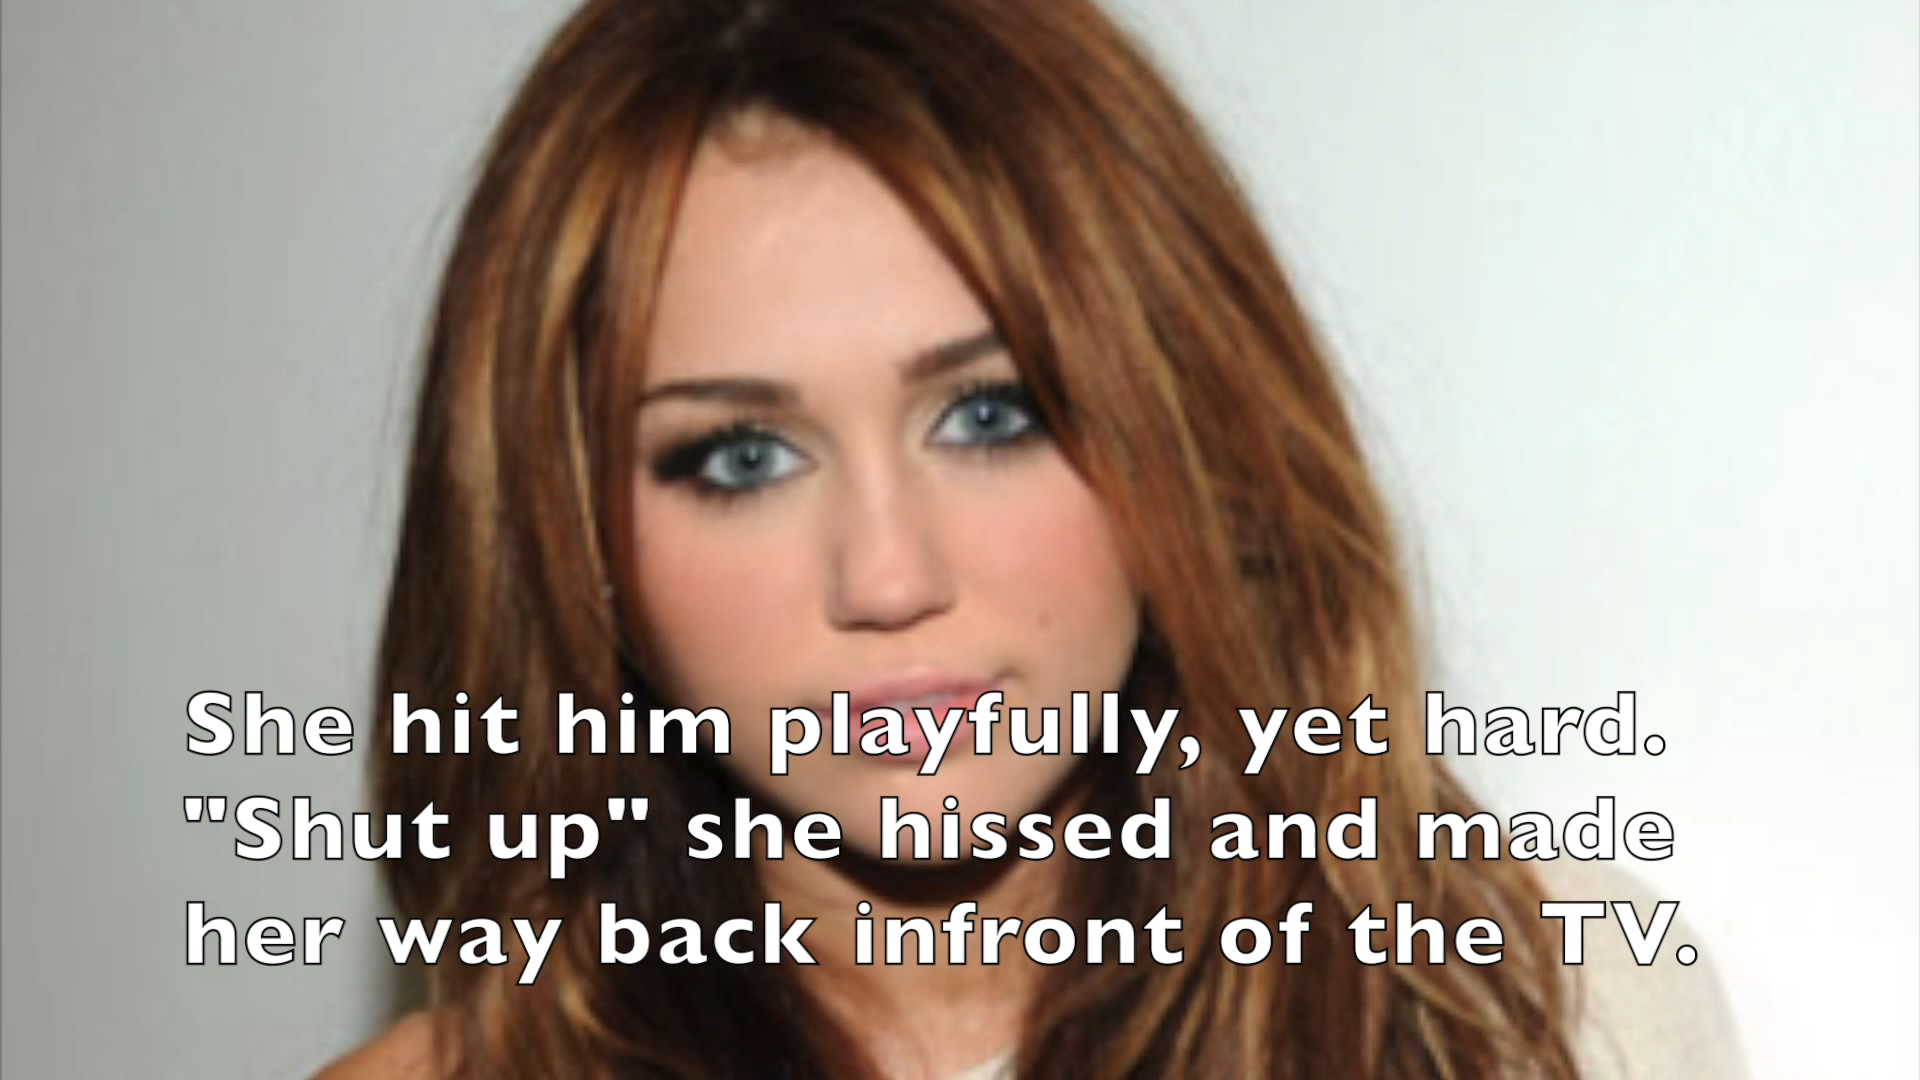 She hit him playfully, yet hard.
"Shut up" she hissed and made
her way back infront of the TV.